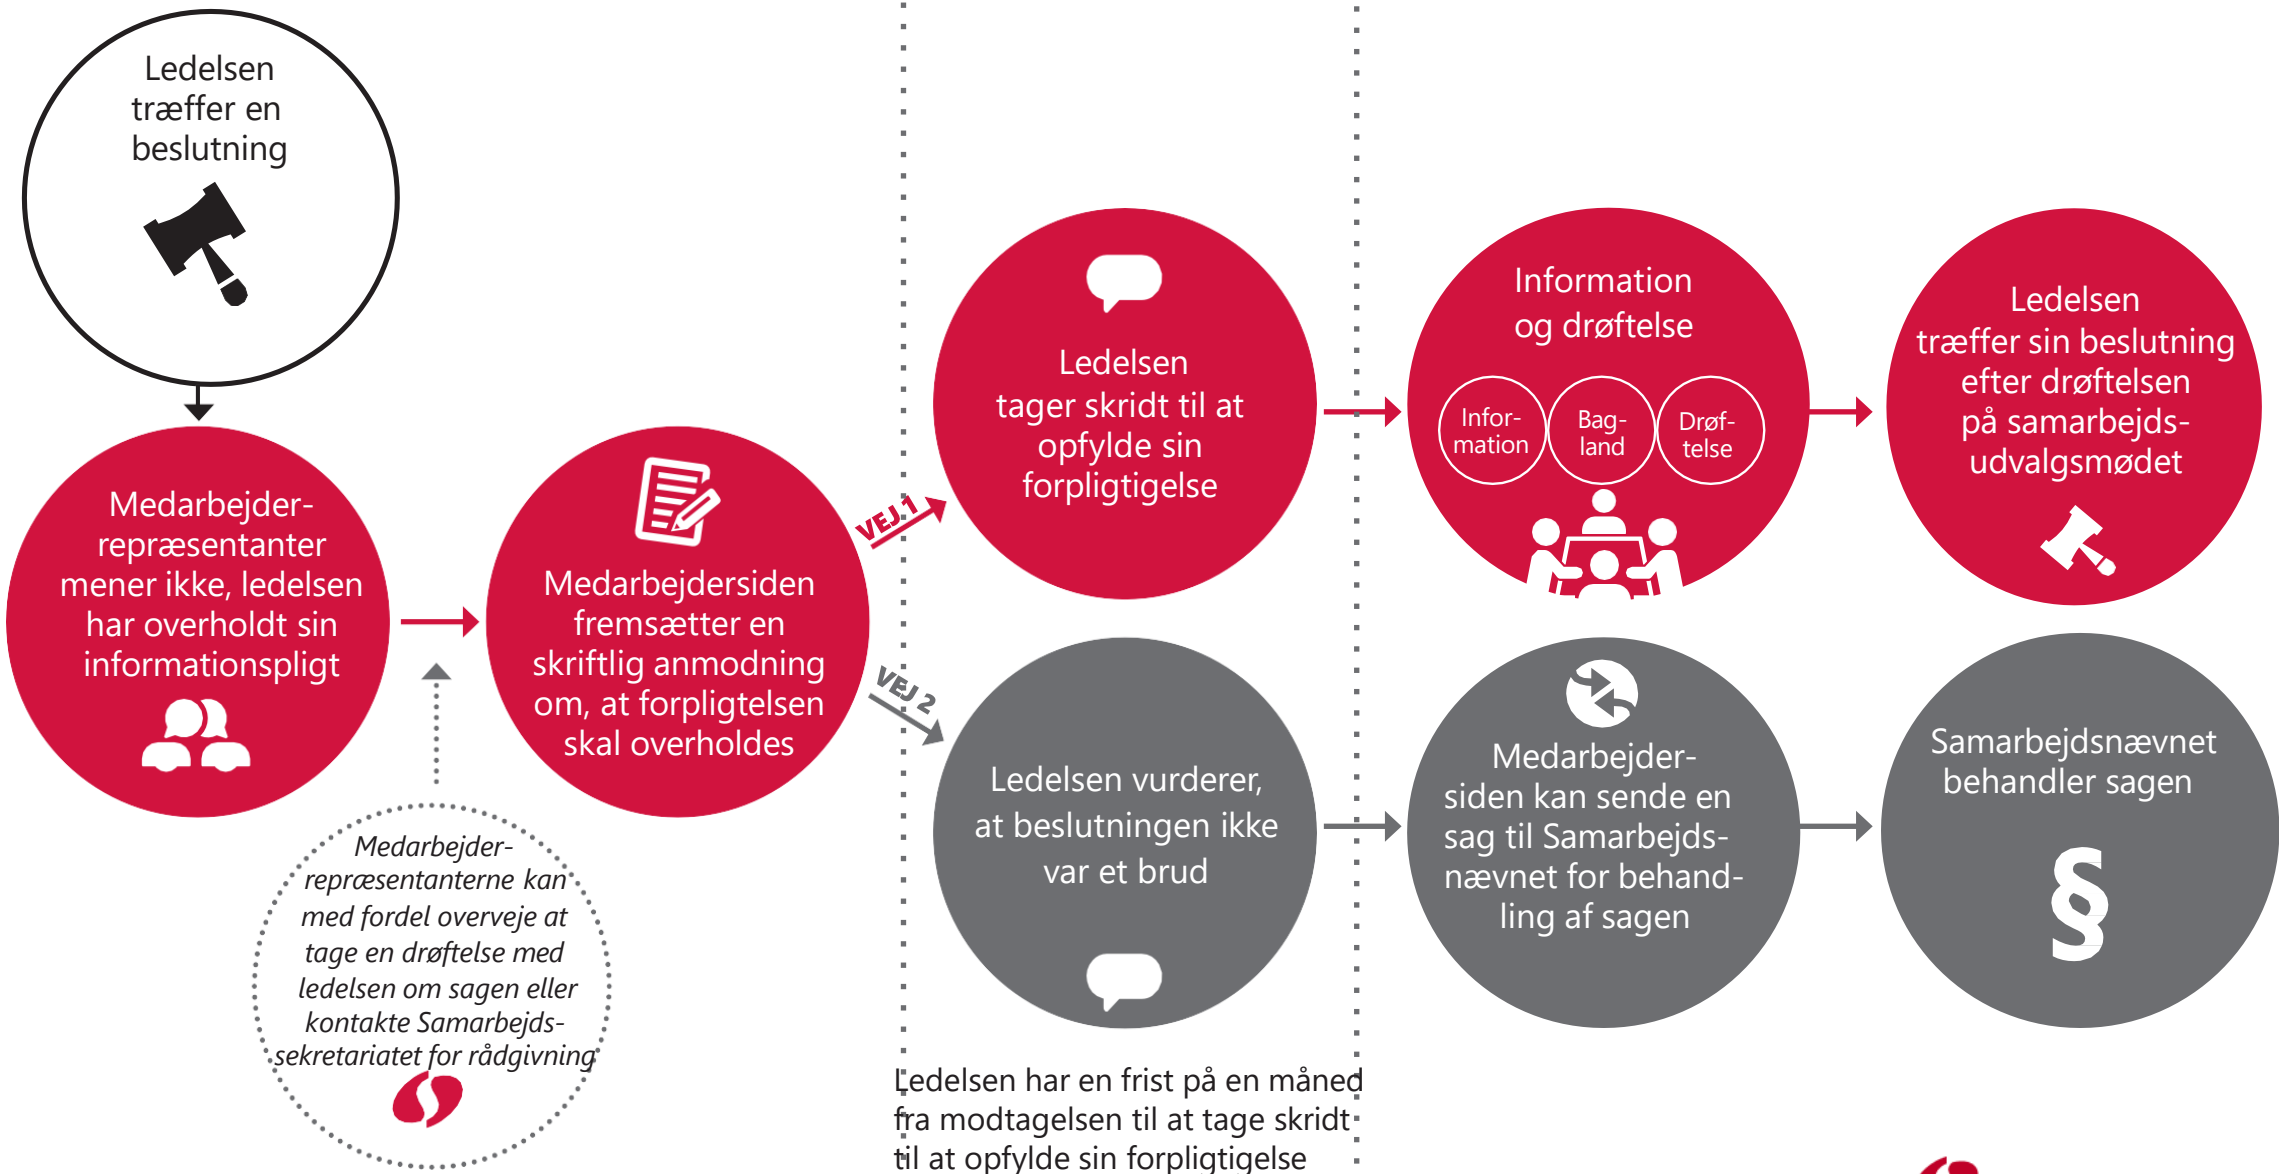 Ledelsen
træffer en
beslutning
Medarbejder-
repræsentanter
mener ikke, ledelsen
har overholdt sin
informationspligt
Medarbejder-
repræsentanterne kan
med fordel overveje at
tage en drøftelse med
ledelsen om sagen eller
kontakte Samarbejds-
sekretariatet for rådgivning
Medarbejdersiden
fremsætter en
skriftlig anmodning
om, at forpligtelsen
skal overholdes
VEJ 1
Ledelsen
tager skridt til at
opfylde sin
forpligtigelse
Information
og drøftelse
Infor-
mation
Bag-
land
Drøf-
telse
Ledelsen
træffer sin beslutning
efter drøftelsen
på samarbejds-
udvalgsmødet
VEJ 2
Ledelsen vurderer,
at beslutningen ikke
var et brud
Medarbejder-
siden kan sende en
sag til Samarbejds-
nævnet for behand-
ling af sagen
Samarbejdsnævnet
behandler sagen
§
Ledelsen har en frist på en måned
fra modtagelsen til at tage skridt
til at opfylde sin forpligtigelse